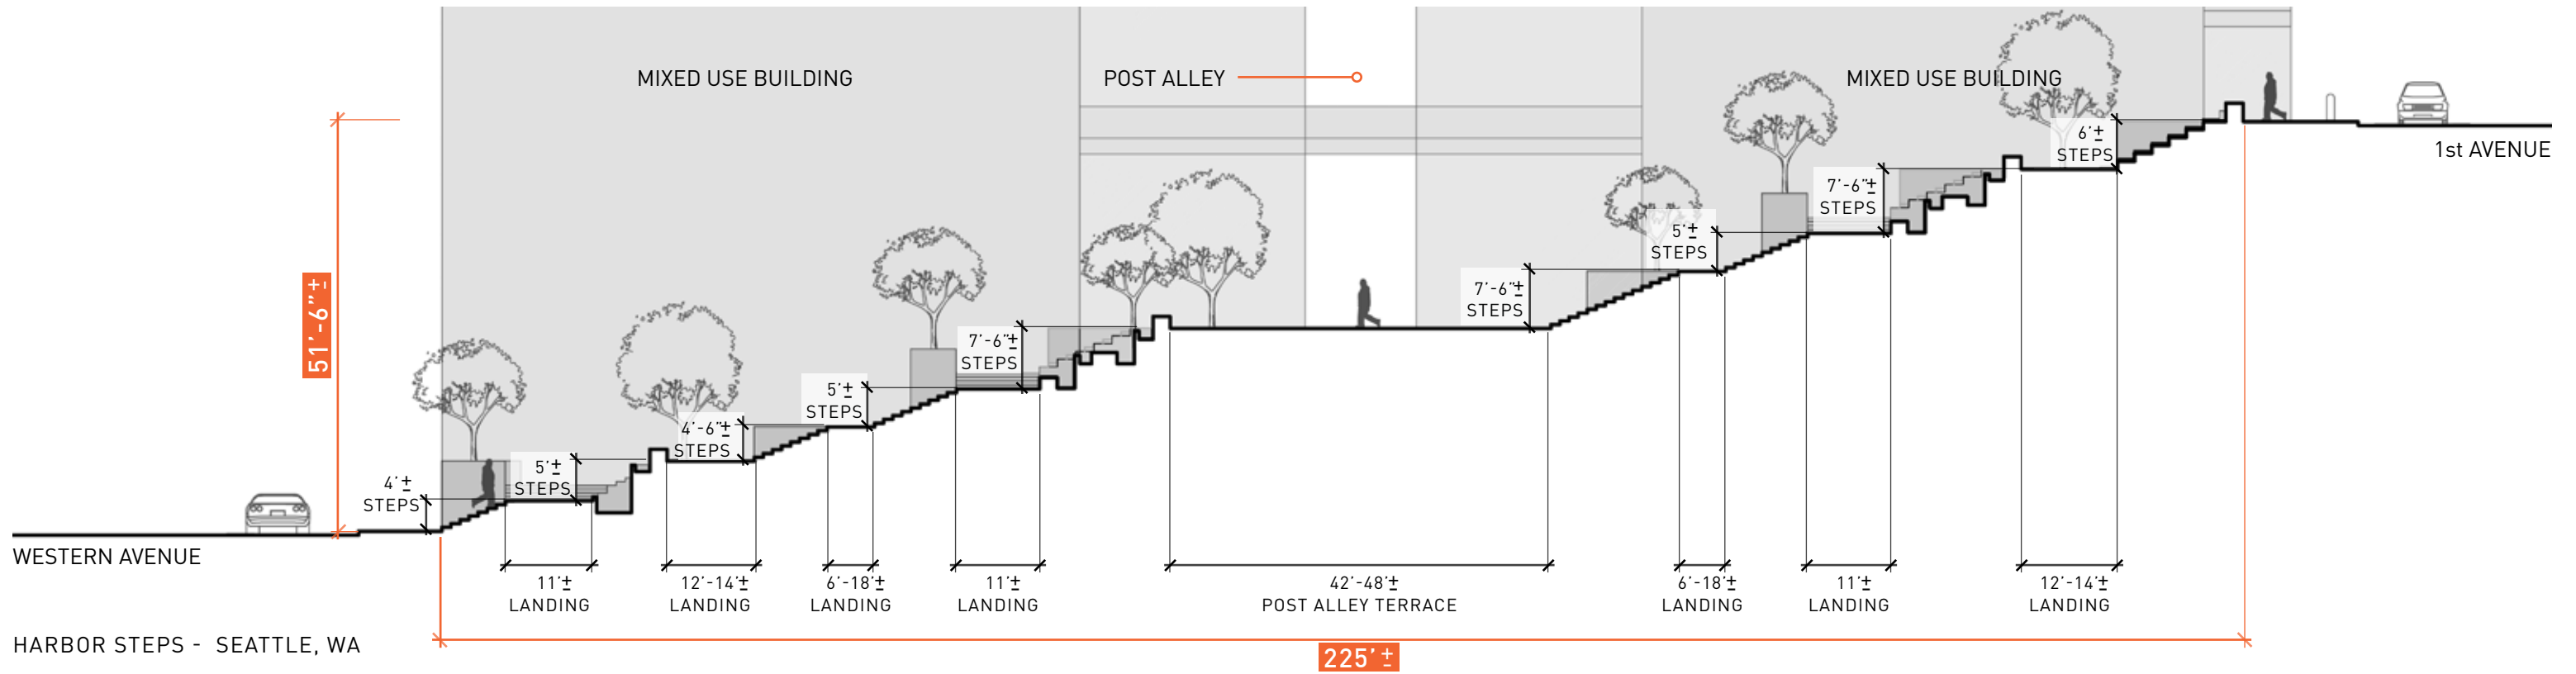 MIXED USE BUILDING
POST ALLEY
MIXED USE BUILDING
6'±
STEPS
1st AVENUE
7'-6"±
STEPS
5'±
STEPS
7'-6"±
STEPS
51'-6"±
7'-6"±
STEPS
5'±
STEPS
4'-6"±
STEPS
5'±
STEPS
4'±
STEPS
WESTERN AVENUE
11'±
LANDING
12'-14'±
LANDING
6'-18'±
LANDING
11'±
LANDING
42'-48'±
POST ALLEY TERRACE
6'-18'±
LANDING
11'±
LANDING
12'-14'±
LANDING
HARBOR STEPS - SEATTLE, WA
225'±